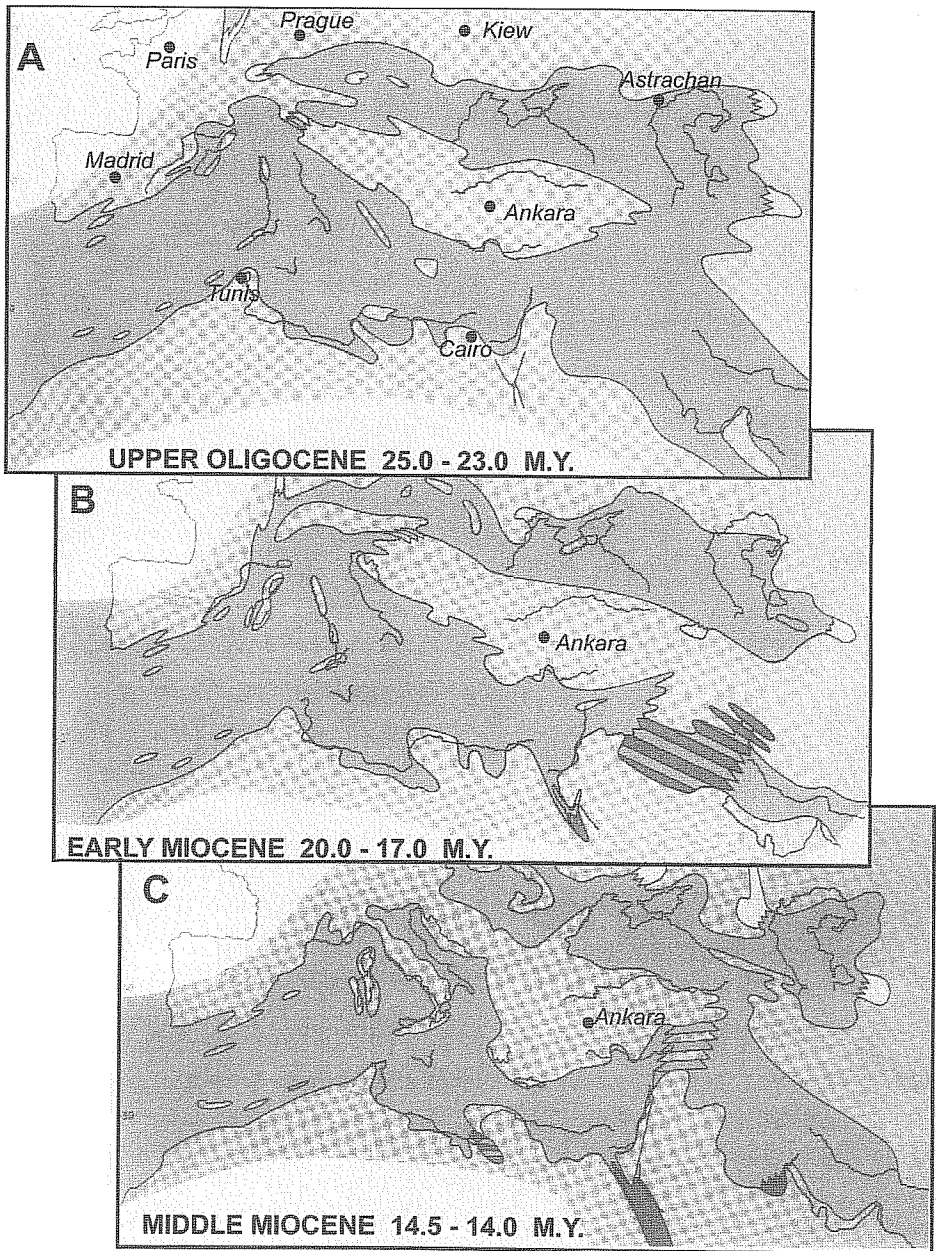 A
Prague
Kiew
Paris
Astrachan
Madrid
Ankara
Tunis
Cairo
UPPER OLIGOCENE 25.0 - 23.0 M.Y.
B
Ankara
EARLY MIOCENE 20.0 - 17.0 M.Y.
C
Ankara
MIDDLE MIOCENE 14.5 - 14.0 M.Y.